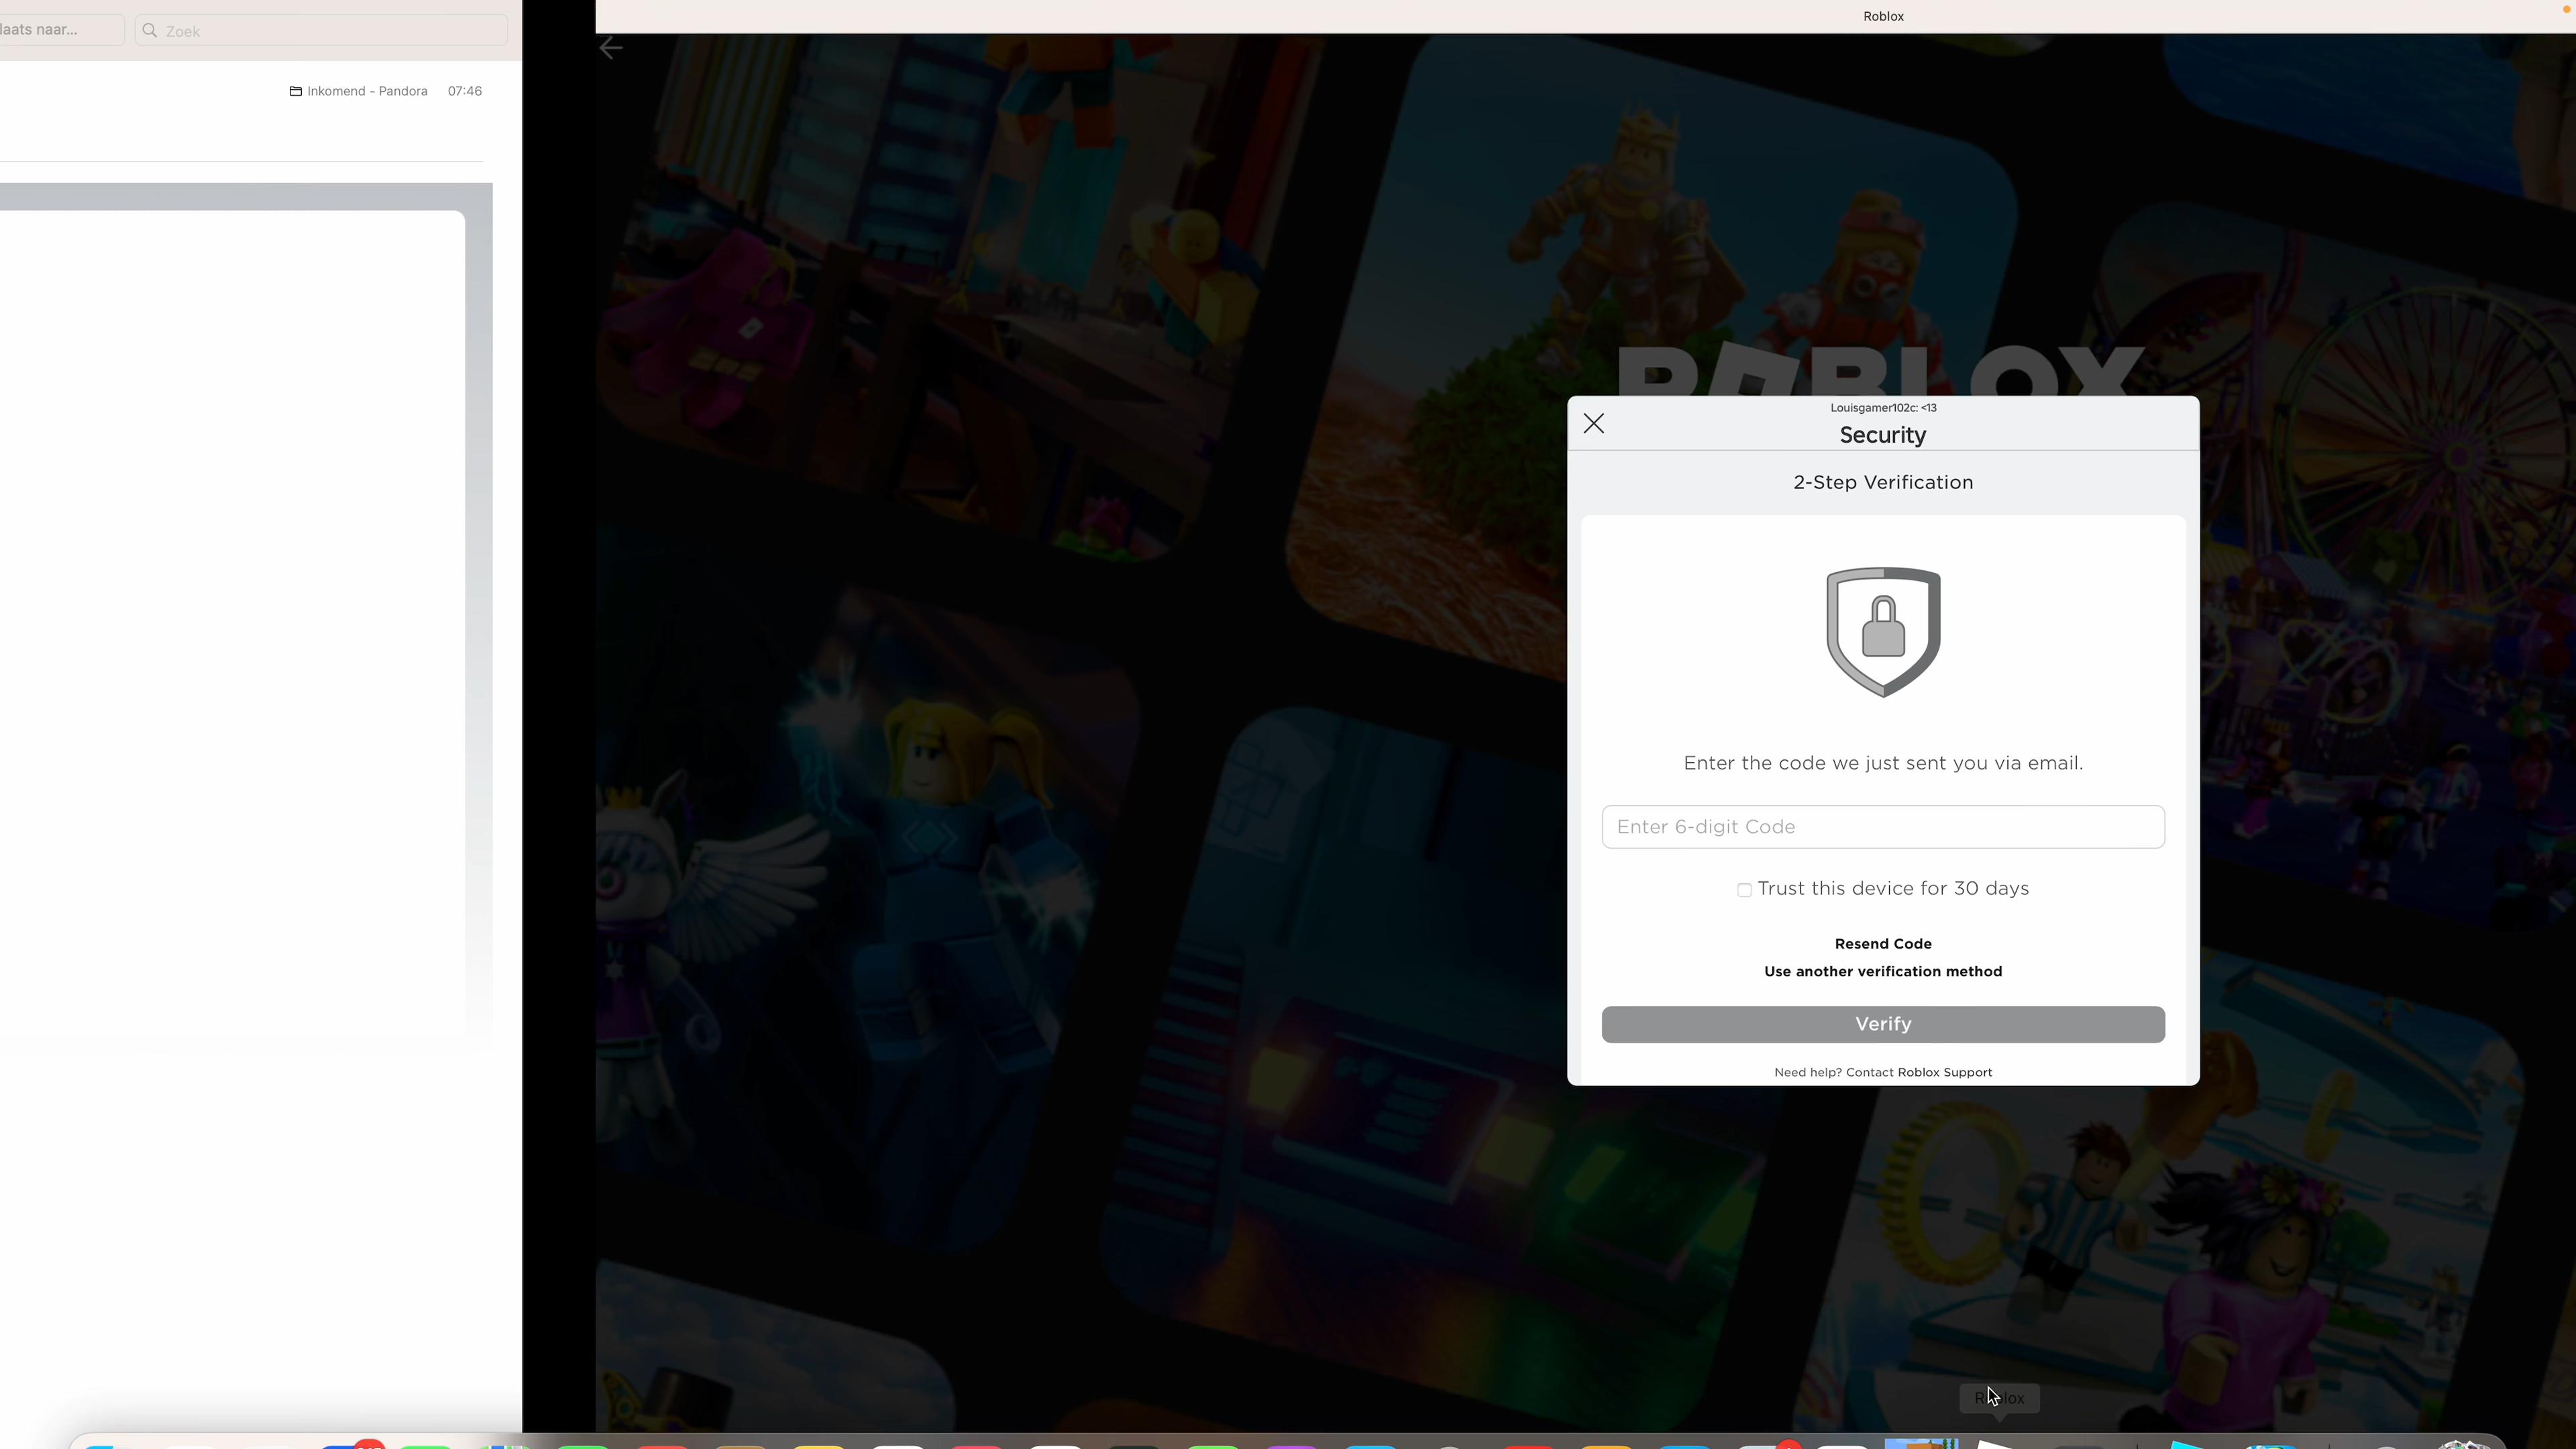 laats naar...
Zoek
Inkomend - Pandora 07:46
Roblox
ROBLOX
Louisgamer102c: <13
Security
2-Step Verification
Enter the code we just sent you via email.
Enter 6-digit Code
Trust this device for 30 days
Resend Code
Use another verification method
Verify
Need help? Contact Roblox Support
Roblox